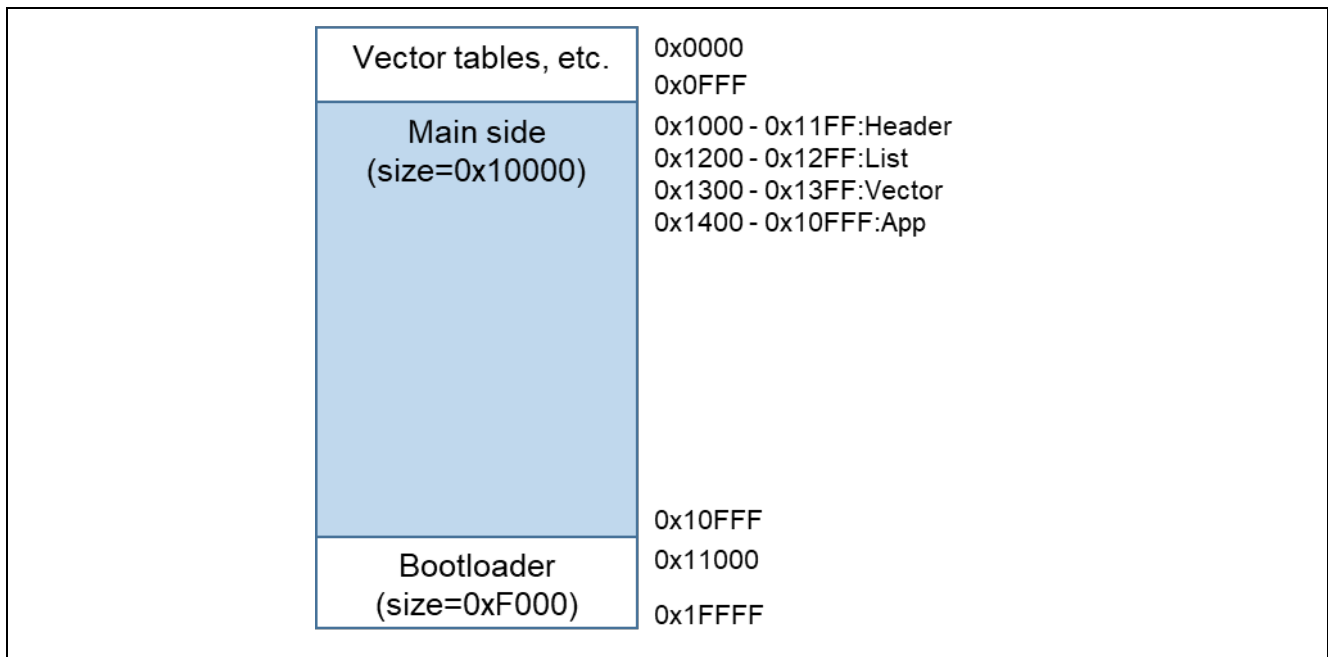 Vector tables, etc.
0x0000
0x0FFF
Main side
(size=0x10000)
0x1000 - 0x11FF:Header
0x1200 - 0x12FF:List
0x1300 - 0x13FF:Vector
0x1400 - 0x10FFF:App
0x10FFF
Bootloader
(size=0xF000)
0x11000
0x1FFFF